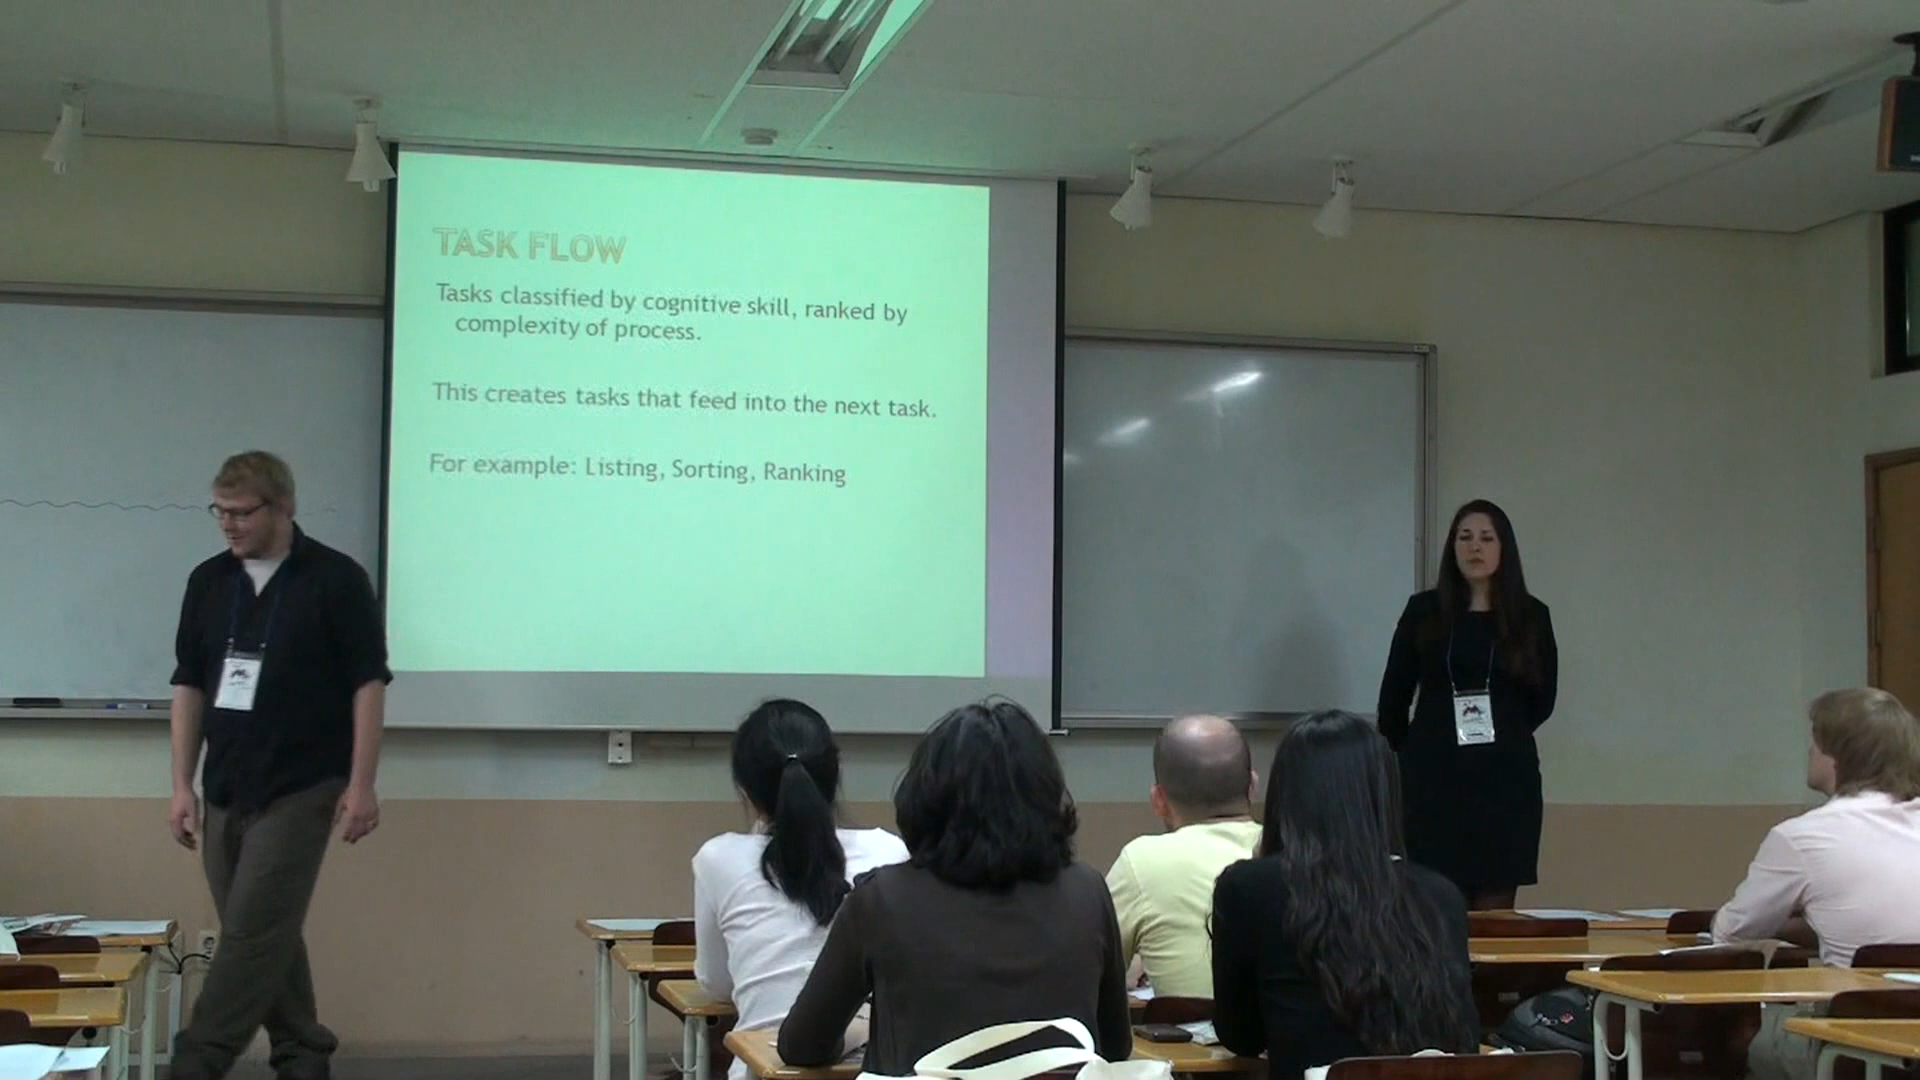 TASK FLOW
Tasks classified by cognitive skill, ranked by
complexity of process.
This creates tasks that feed into the next task.
For example: Listing, Sorting, Ranking